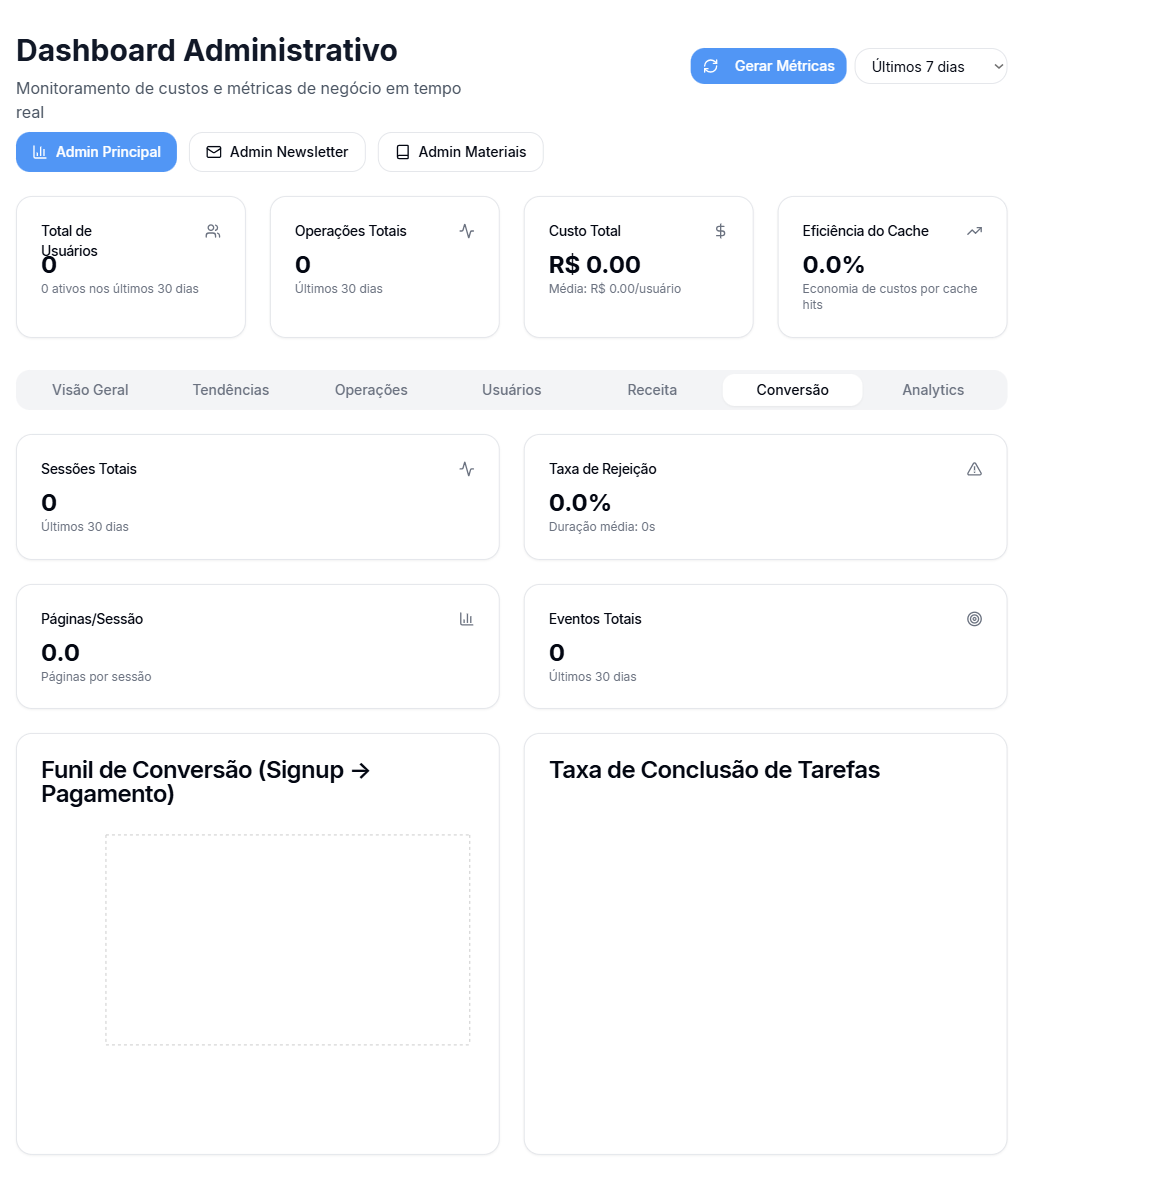 Dashboard Administrativo
Monitoramento de custos e métricas de negócio em tempo
real
Gerar Métricas
Últimos 7 dias
Admin Principal
Admin Newsletter
Admin Materiais
Total de
Usuários
0
0 ativos nos últimos 30 dias
Operações Totais
0
Últimos 30 dias
Custo Total
R$ 0.00
Média: R$ 0.00/usuário
Eficiência do Cache
0.0%
Economia de custos por cache
hits
Visão Geral
Tendências
Operações
Usuários
Receita
Conversão
Analytics
Sessões Totais
0
Últimos 30 dias
Taxa de Rejeição
0.0%
Duração média: 0s
Páginas/Sessão
0.0
Páginas por sessão
Eventos Totais
0
Últimos 30 dias
Funil de Conversão (Signup →
Pagamento)
Taxa de Conclusão de Tarefas